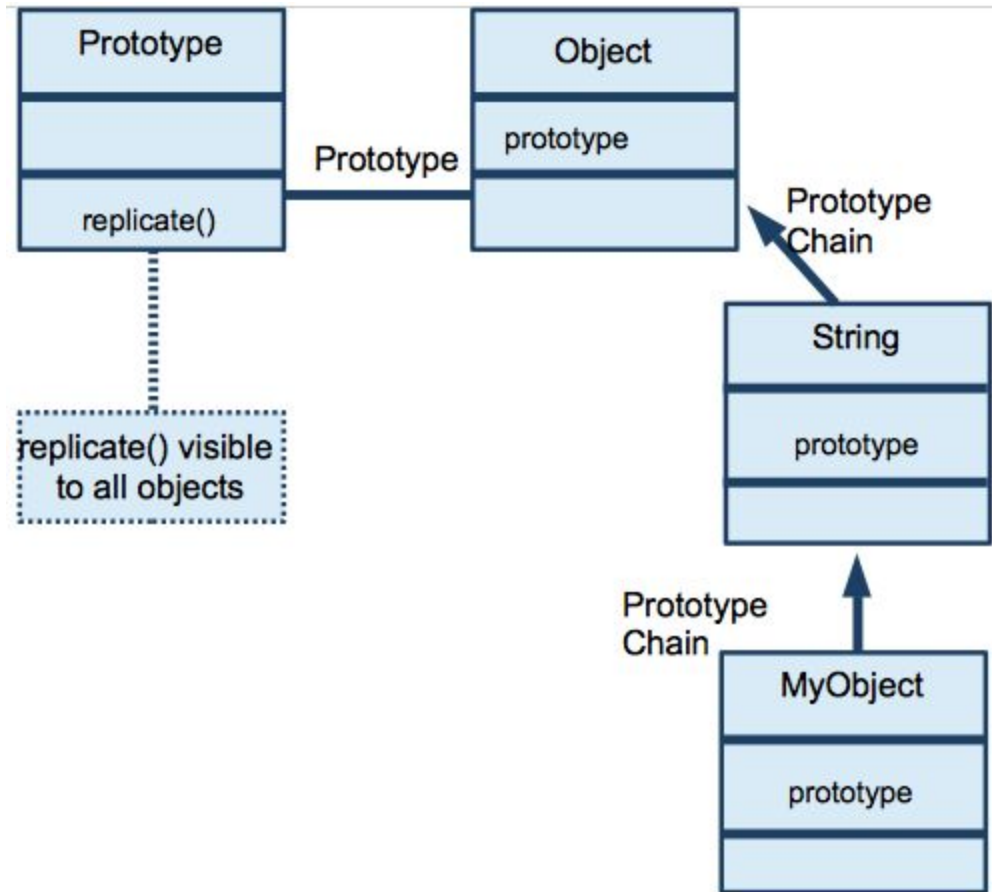 Prototype
replicate()
replicate() visible
to all objects
Prototype
Object
prototype
Prototype
Chain
String
prototype
Prototype
Chain
MyObject
prototype